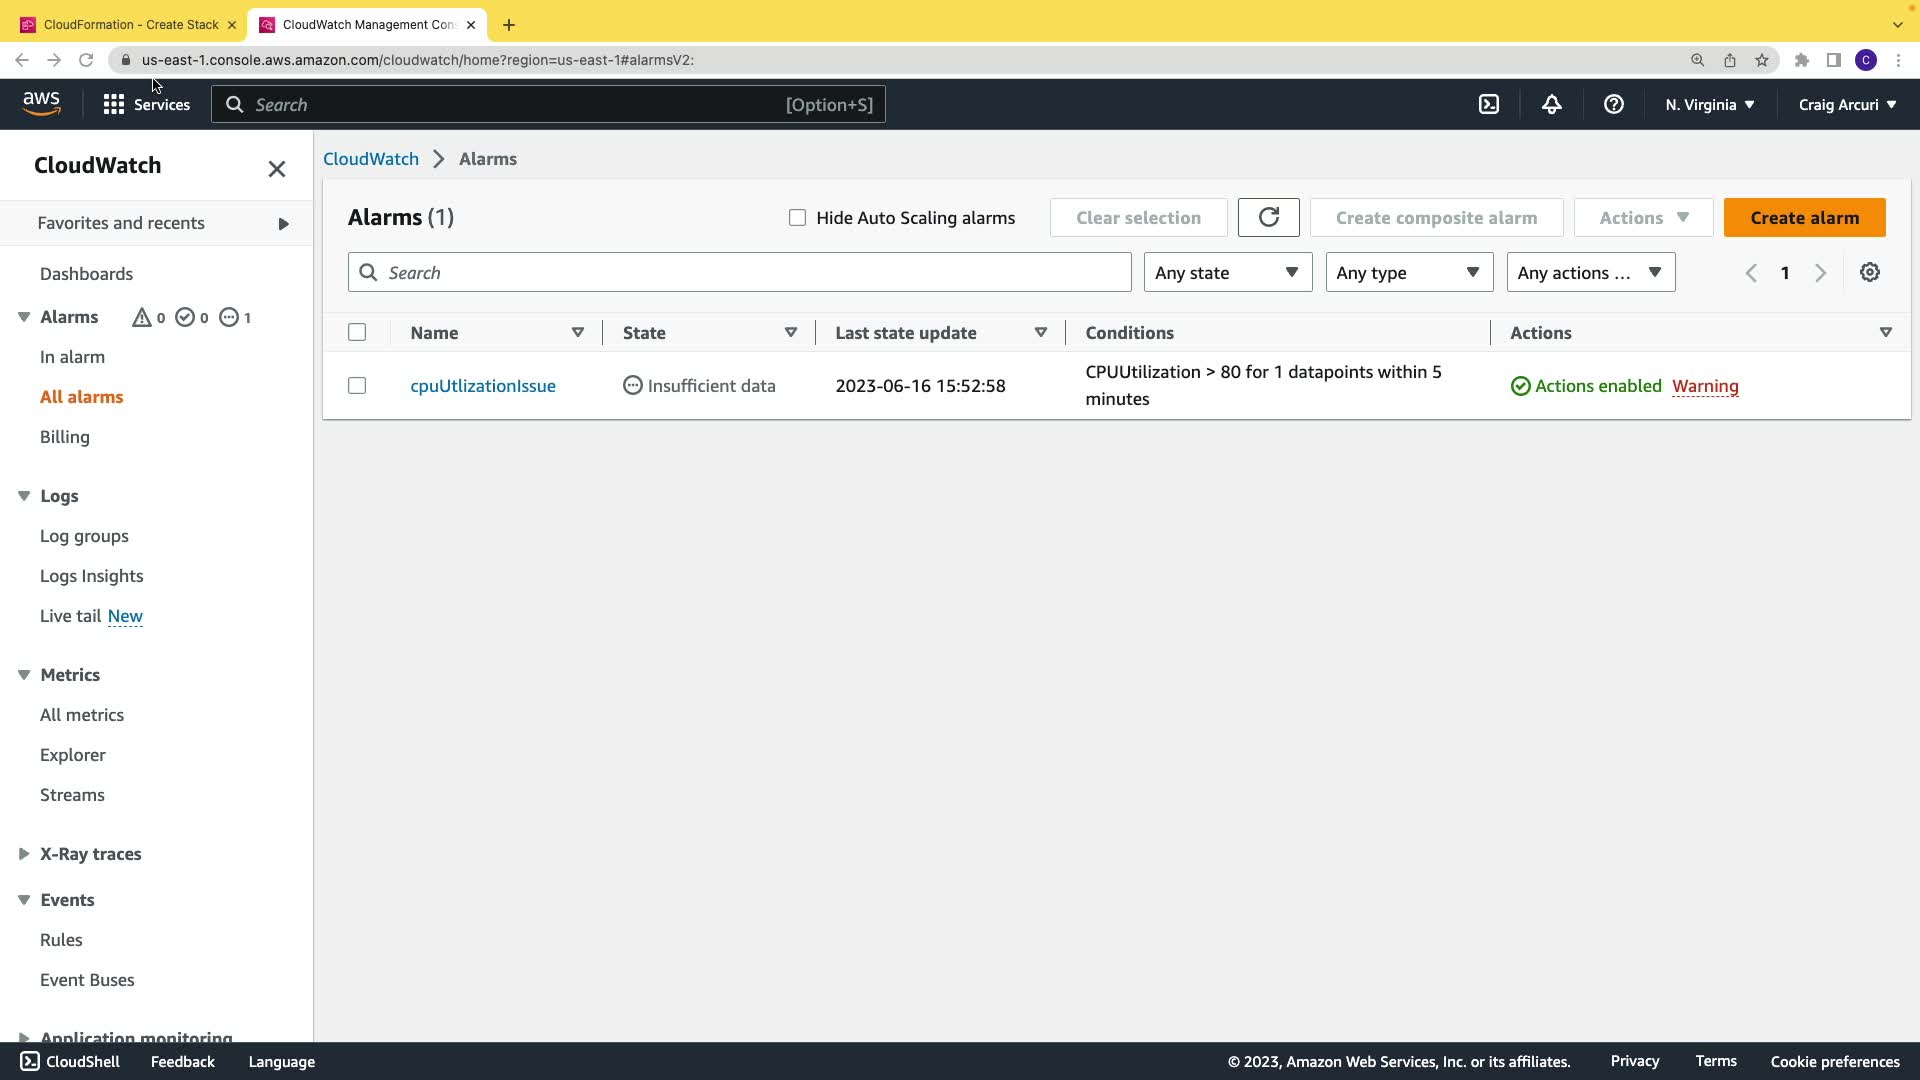 CloudFormation - Create Stack
CloudWatch Management Con
us-east-1.console.aws.amazon.com/cloudwatch/home?region=us-east-1#alarmsV2:
C
aws
Services
Search
[Option+S]
N. Virginia
Craig Arcuri
CloudWatch
Favorites and recents
Dashboards
Alarms 0 0 1
In alarm
All alarms
Billing
Logs
Log groups
Logs Insights
Live tail New
Metrics
All metrics
Explorer
Streams
X-Ray traces
Events
Rules
Event Buses
Application monitoring
CloudWatch > Alarms
Alarms (1)
Hide Auto Scaling alarms
Clear selection
Create composite alarm
Actions
Create alarm
Search
Any state
Any type
Any actions ...
1
Name
State
Last state update
Conditions
Actions
cpuUtlizationIssue
Insufficient data
2023-06-16 15:52:58
CPUUtilization > 80 for 1 datapoints within 5
minutes
Actions enabled
Warning
CloudShell
Feedback
Language
© 2023, Amazon Web Services, Inc. or its affiliates.
Privacy
Terms
Cookie preferences